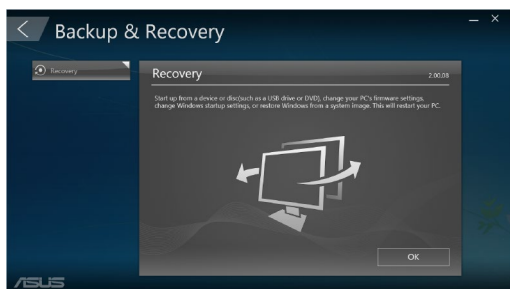 Backup & Recovery
Recovery
Recovery
2.00.08
Start up from a device or disc(such as a USB drive or DVD), change your PC's firmware settings,
change Windows startup settings, or restore Windows from a system image. This will restart your PC.
OK
ASUS